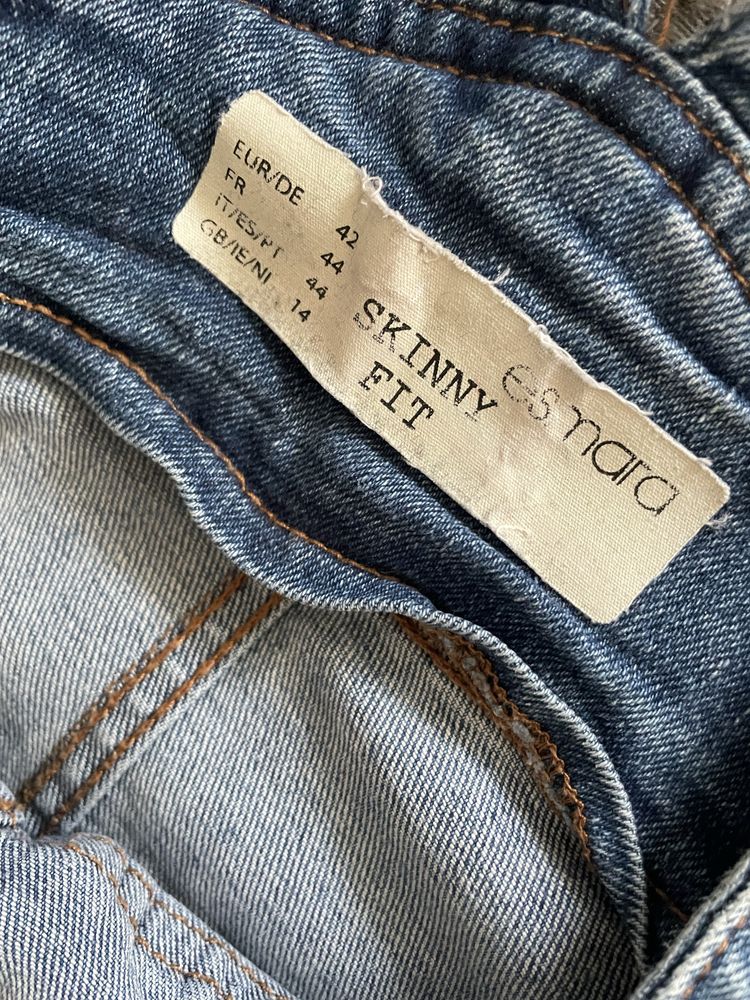 EUR/DE 42
FR 44
IT/ES/PT 44
GB/IE/NI 14
SKINNY
FIT
esmara